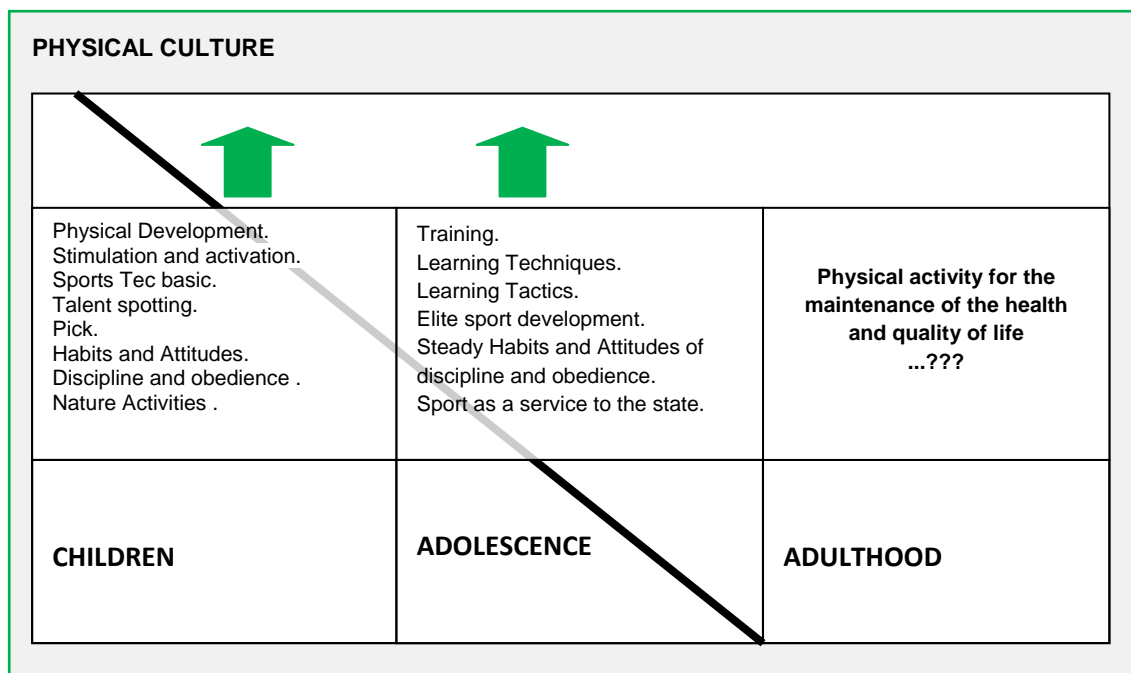 PHYSICAL CULTURE
Physical Development.
Stimulation and activation.
Sports Tec basic.
Talent spotting.
Pick.
Habits and Attitudes.
Discipline and obedience .
Nature Activities .
Training.
Learning Techniques.
Learning Tactics.
Elite sport development.
Steady Habits and Attitudes of
discipline and obedience.
Sport as a service to the state.
Physical activity for the
maintenance of the health
and quality of life
...???
CHILDREN
ADOLESCENCE
ADULTHOOD